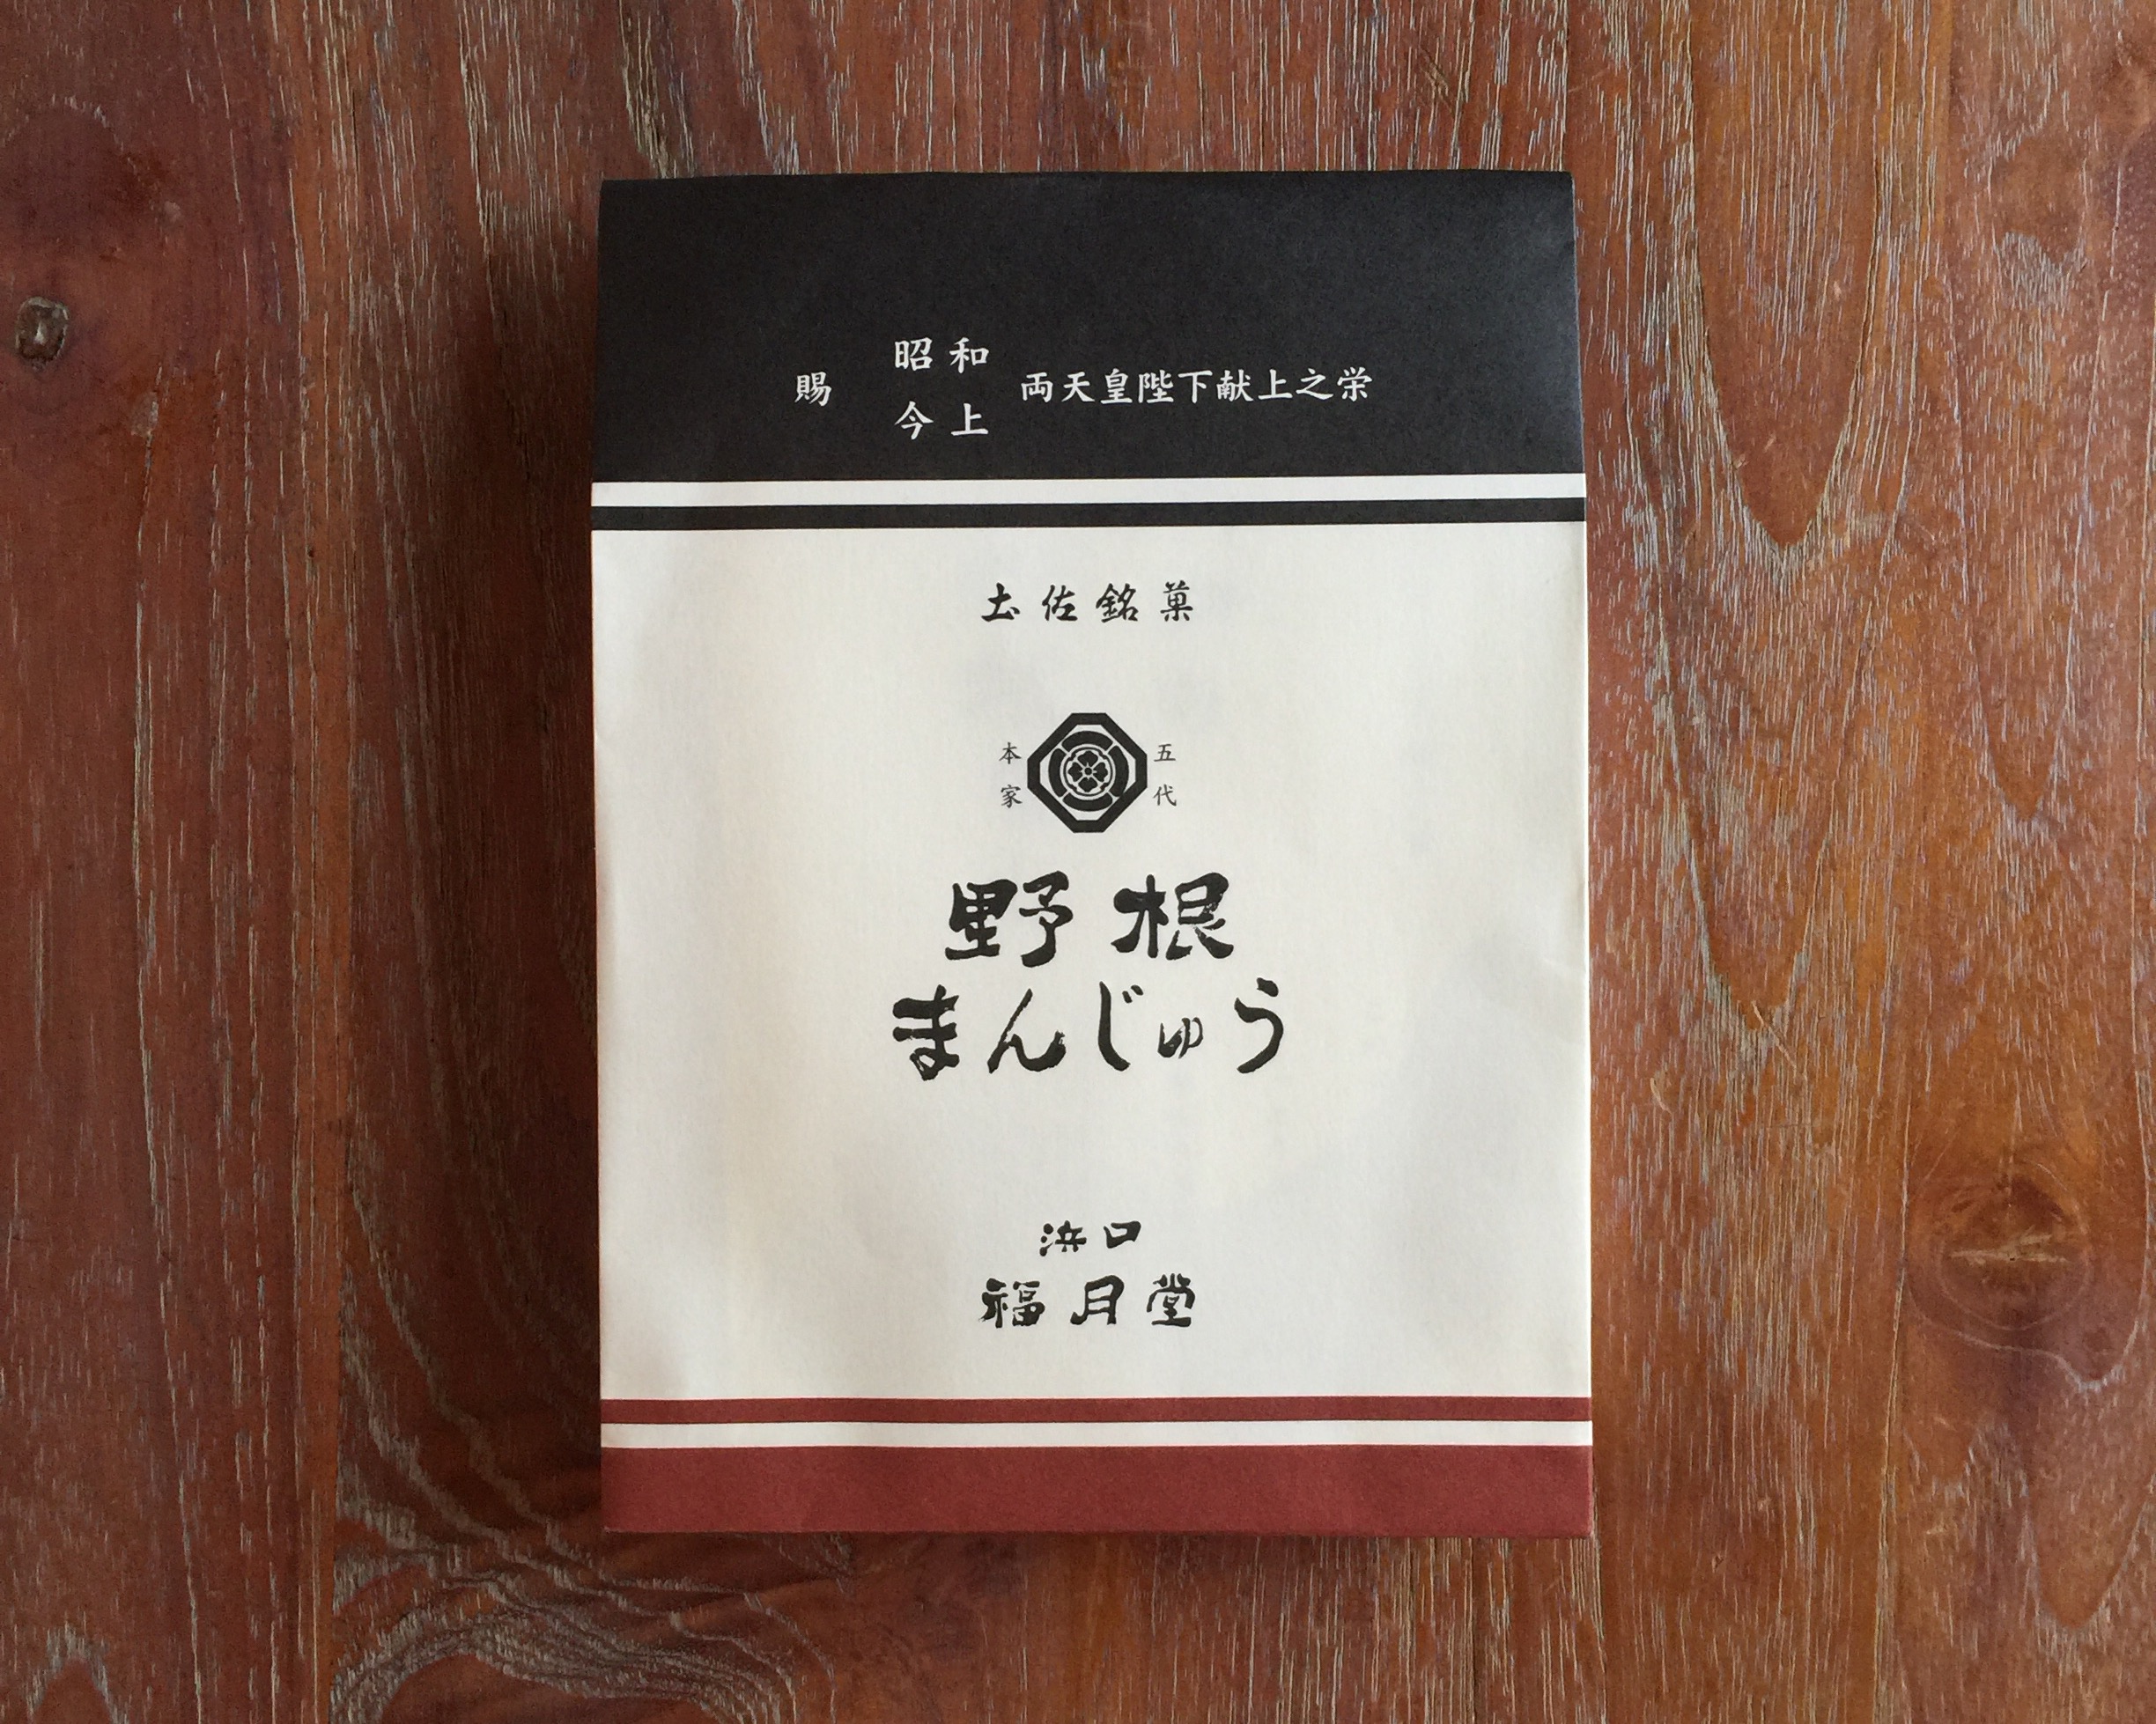 賜 昭和 今上 両天皇陛下献上之栄
土佐銘菓
本家 五代
野根
まんじゅう
浜口
福月堂